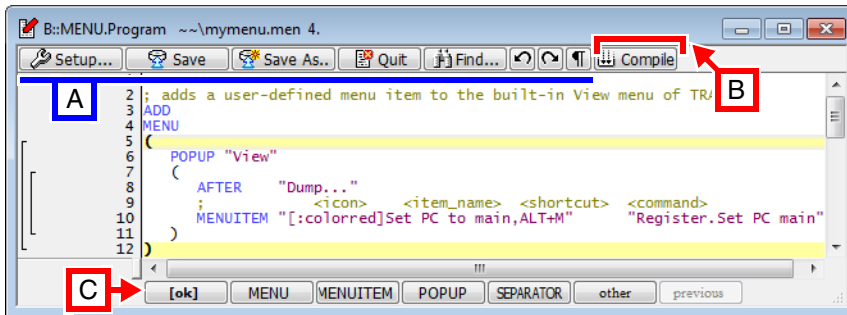 B::MENU.Program ~~\mymenu.men 4.
Setup... Save Save As.. Quit Find... ¶ Compile
A B
2 ; adds a user-defined menu item to the built-in View menu of
3 ADD
4 MENU
5 (
6 POPUP "View"
7 (
8 AFTER "Dump..."
9 ; <icon> <item_name> <shortcut> <command>
10 MENUITEM "[:colorred]Set PC to main,ALT+M" "Register.Set PC main"
11 )
12 )
C [ok] MENU MENUITEM POPUP SEPARATOR other previous